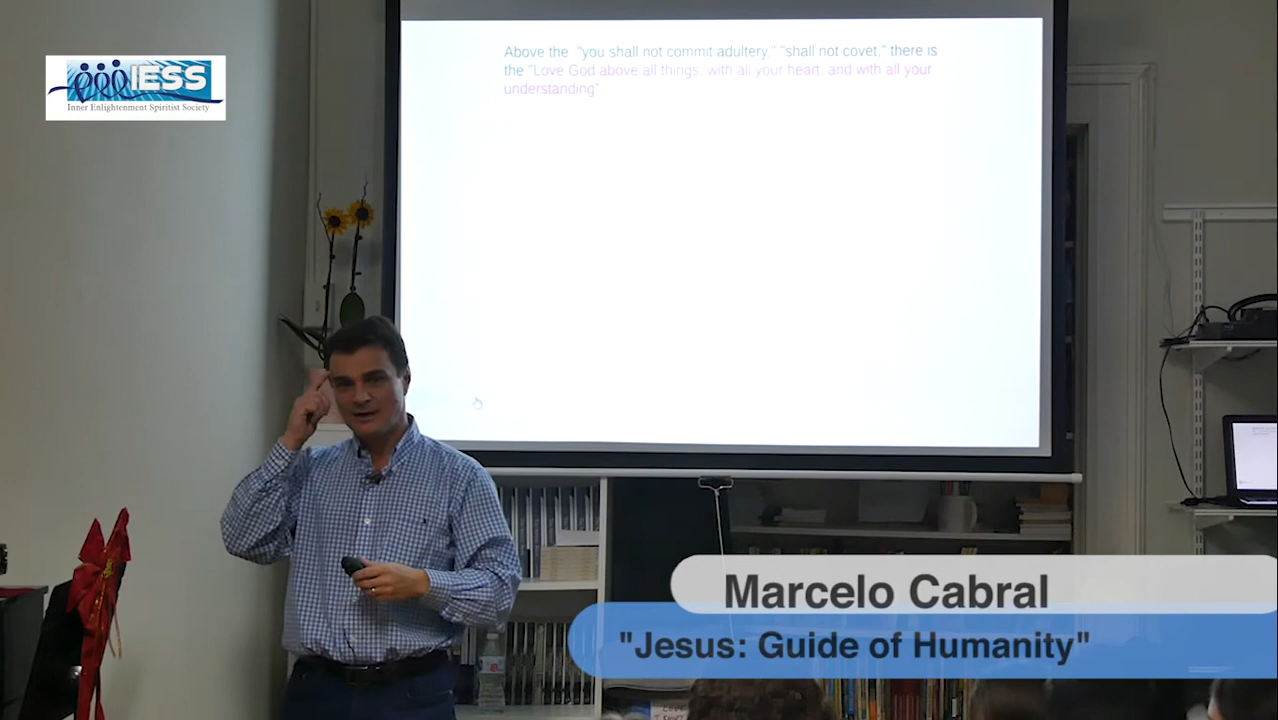 IESS
Inner Enlightenment Spiritist Society
Above the "you shall not commit adultery," "shall not covet," there is
the "Love God above all things, with all your heart, and with all your
understanding"
Marcelo Cabral
"Jesus: Guide of Humanity"